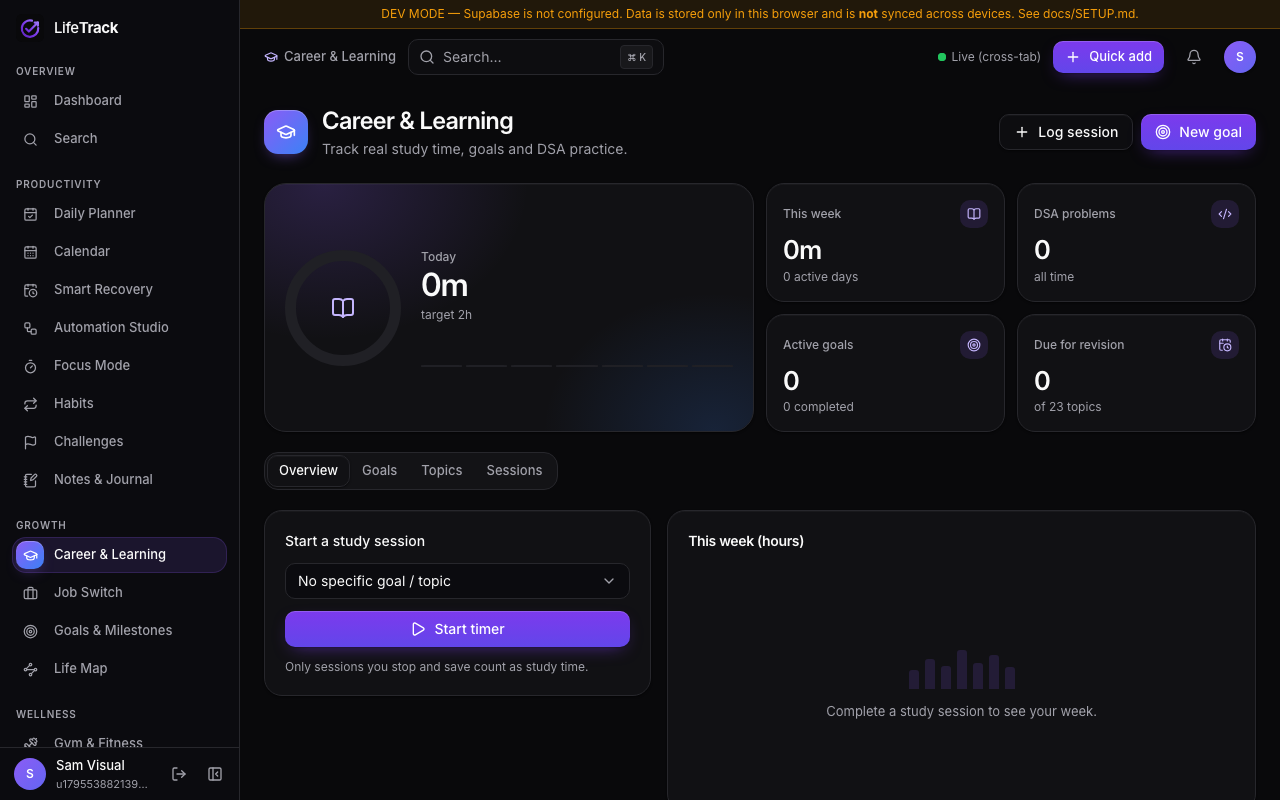 DEV MODE — Supabase is not configured. Data is stored only in this browser and is not synced across devices. See docs/SETUP.md.
LifeTrack
OVERVIEW
Dashboard
Search
PRODUCTIVITY
Daily Planner
Calendar
Smart Recovery
Automation Studio
Focus Mode
Habits
Challenges
Notes & Journal
GROWTH
Career & Learning
Job Switch
Goals & Milestones
Life Map
WELLNESS
Gym & Fitness
S
Sam Visual
u179553882139...
Career & Learning
Search...
⌘ K
Live (cross-tab)
Quick add
S
Career & Learning
Track real study time, goals and DSA practice.
Log session
New goal
Today
0m
target 2h
This week
0m
0 active days
DSA problems
0
all time
Active goals
0
0 completed
Due for revision
0
of 23 topics
Overview
Goals
Topics
Sessions
Start a study session
No specific goal / topic
Start timer
Only sessions you stop and save count as study time.
This week (hours)
Complete a study session to see your week.